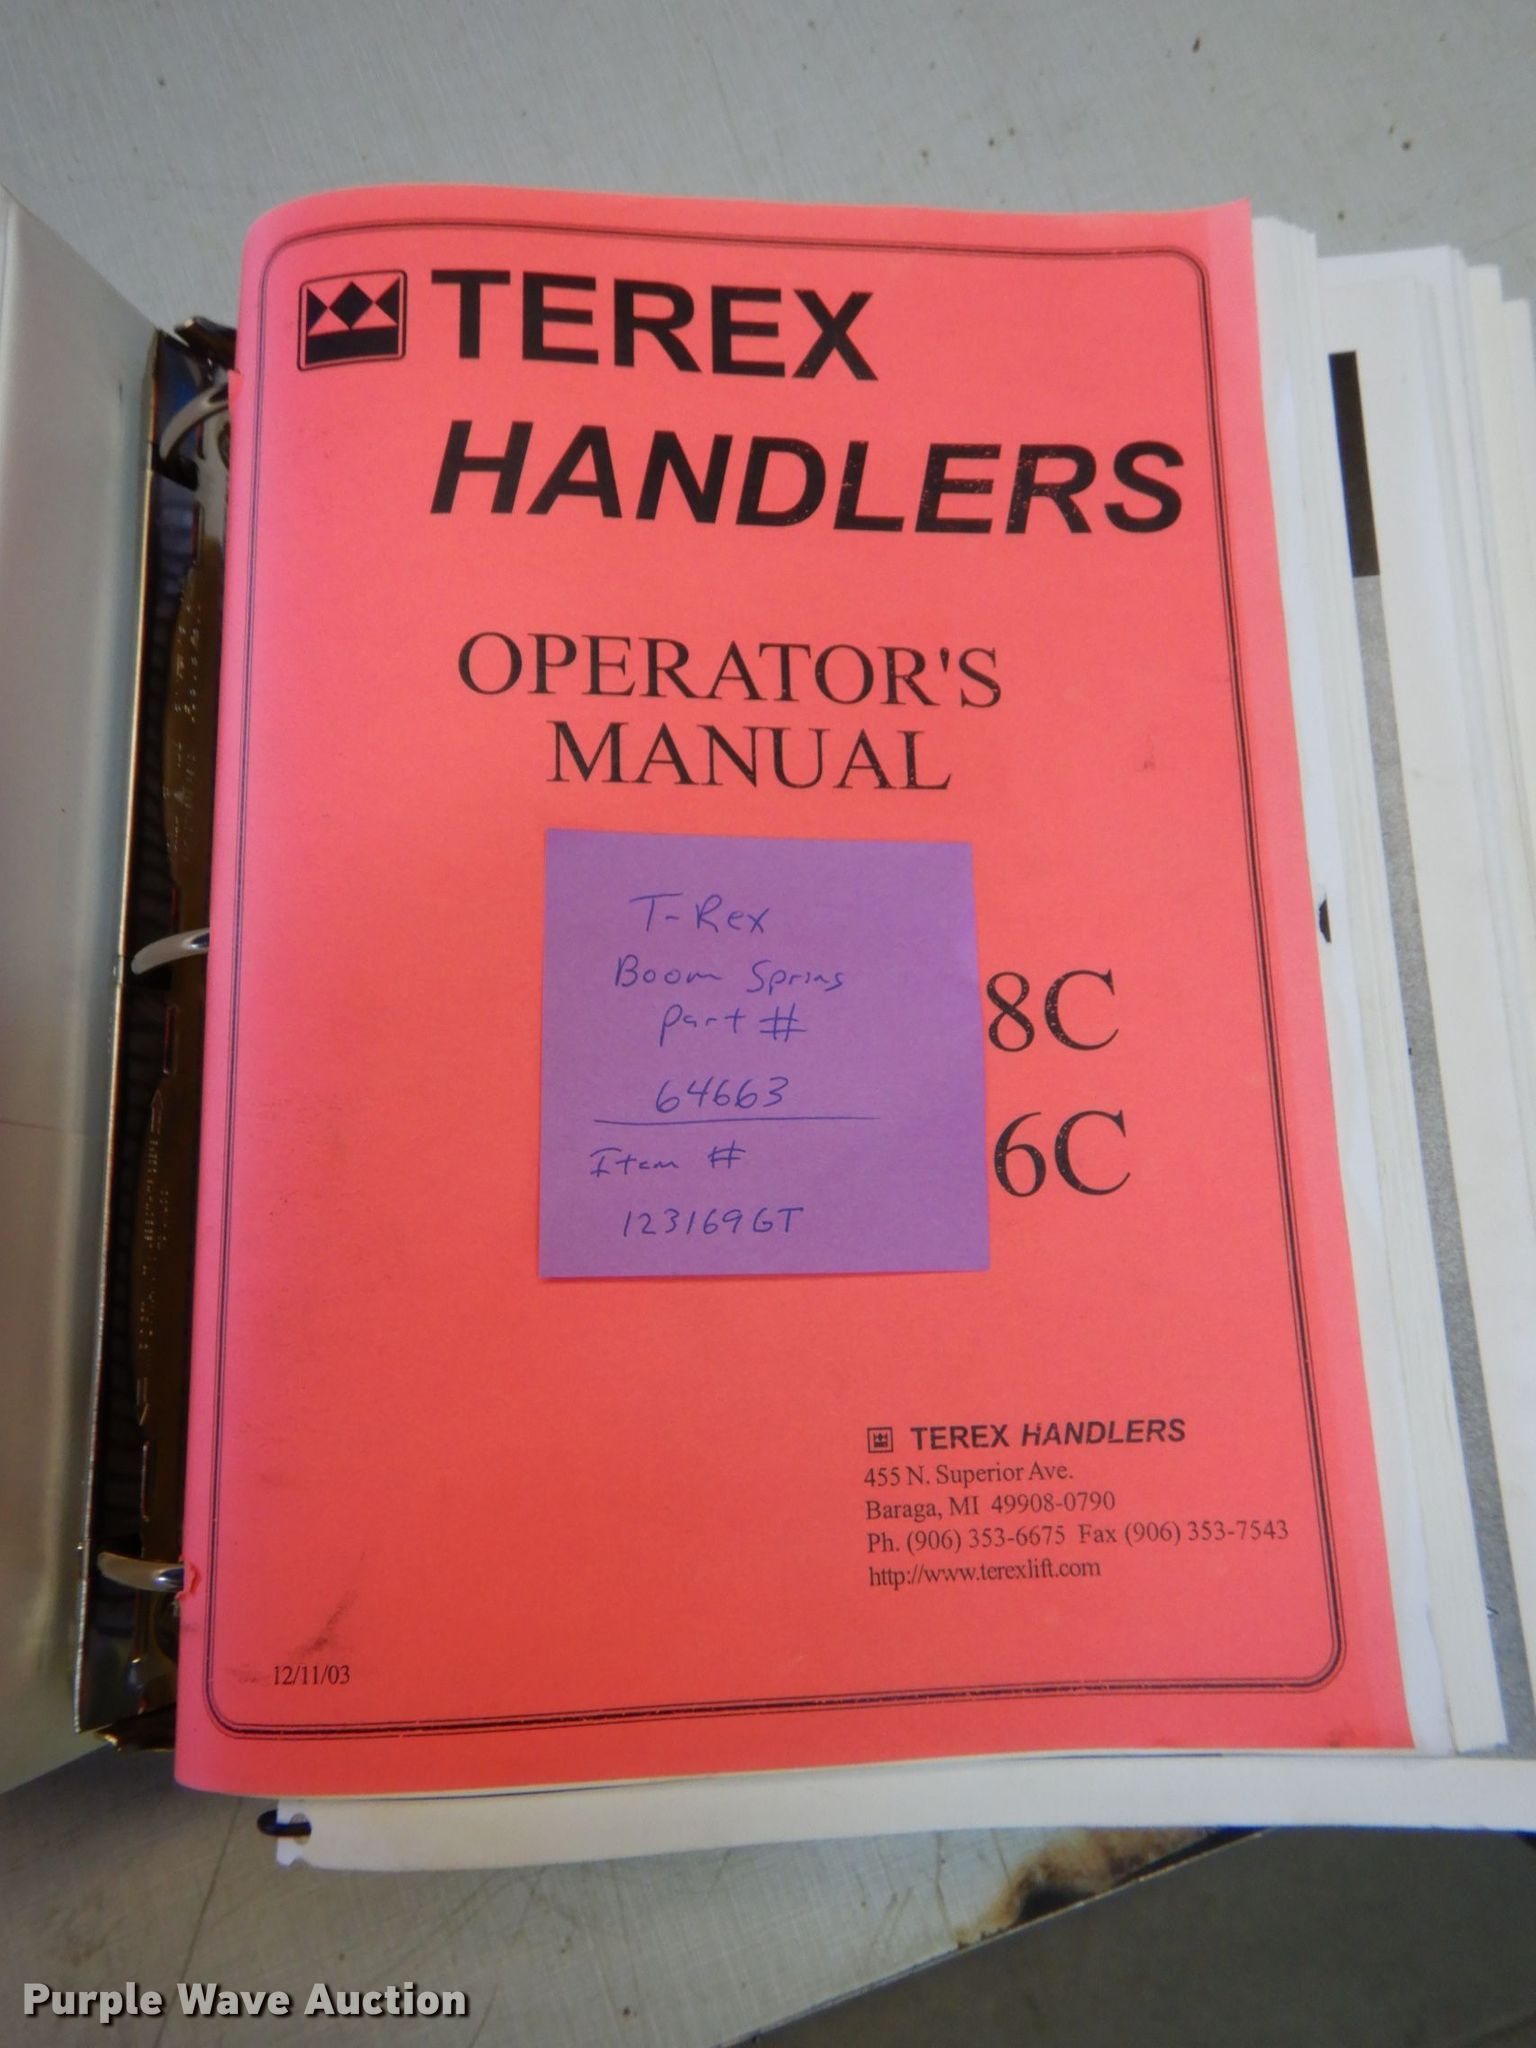 TEREX
HANDLERS
OPERATOR'S
MANUAL
T-Rex
Boom Spring
Part #
64663
Item #
123169GT
8C
6C
TEREX HANDLERS
455 N. Superior Ave.
Baraga, MI 49908-0790
Ph. (906) 353-6675 Fax (906) 353-7543
http://www.terexlift.com
12/11/03
Purple Wave Auction